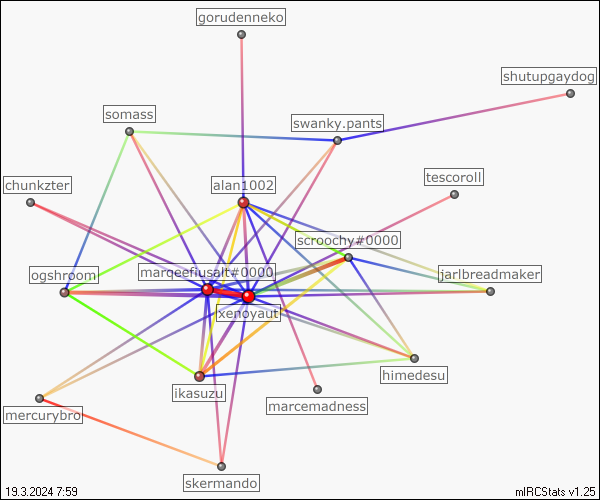 gorudenneko
shutupgaydog
somass
swanky.pants
chunkzter
alan1002
tescoroll
scroochy#0000
ogshroom
marqeefiusalt#0000
jarlbreadmaker
xenoyaut
himedesu
ikasuzu
marcemadness
mercurybro
skermando
19.3.2024 7:59
mIRCStats v1.25